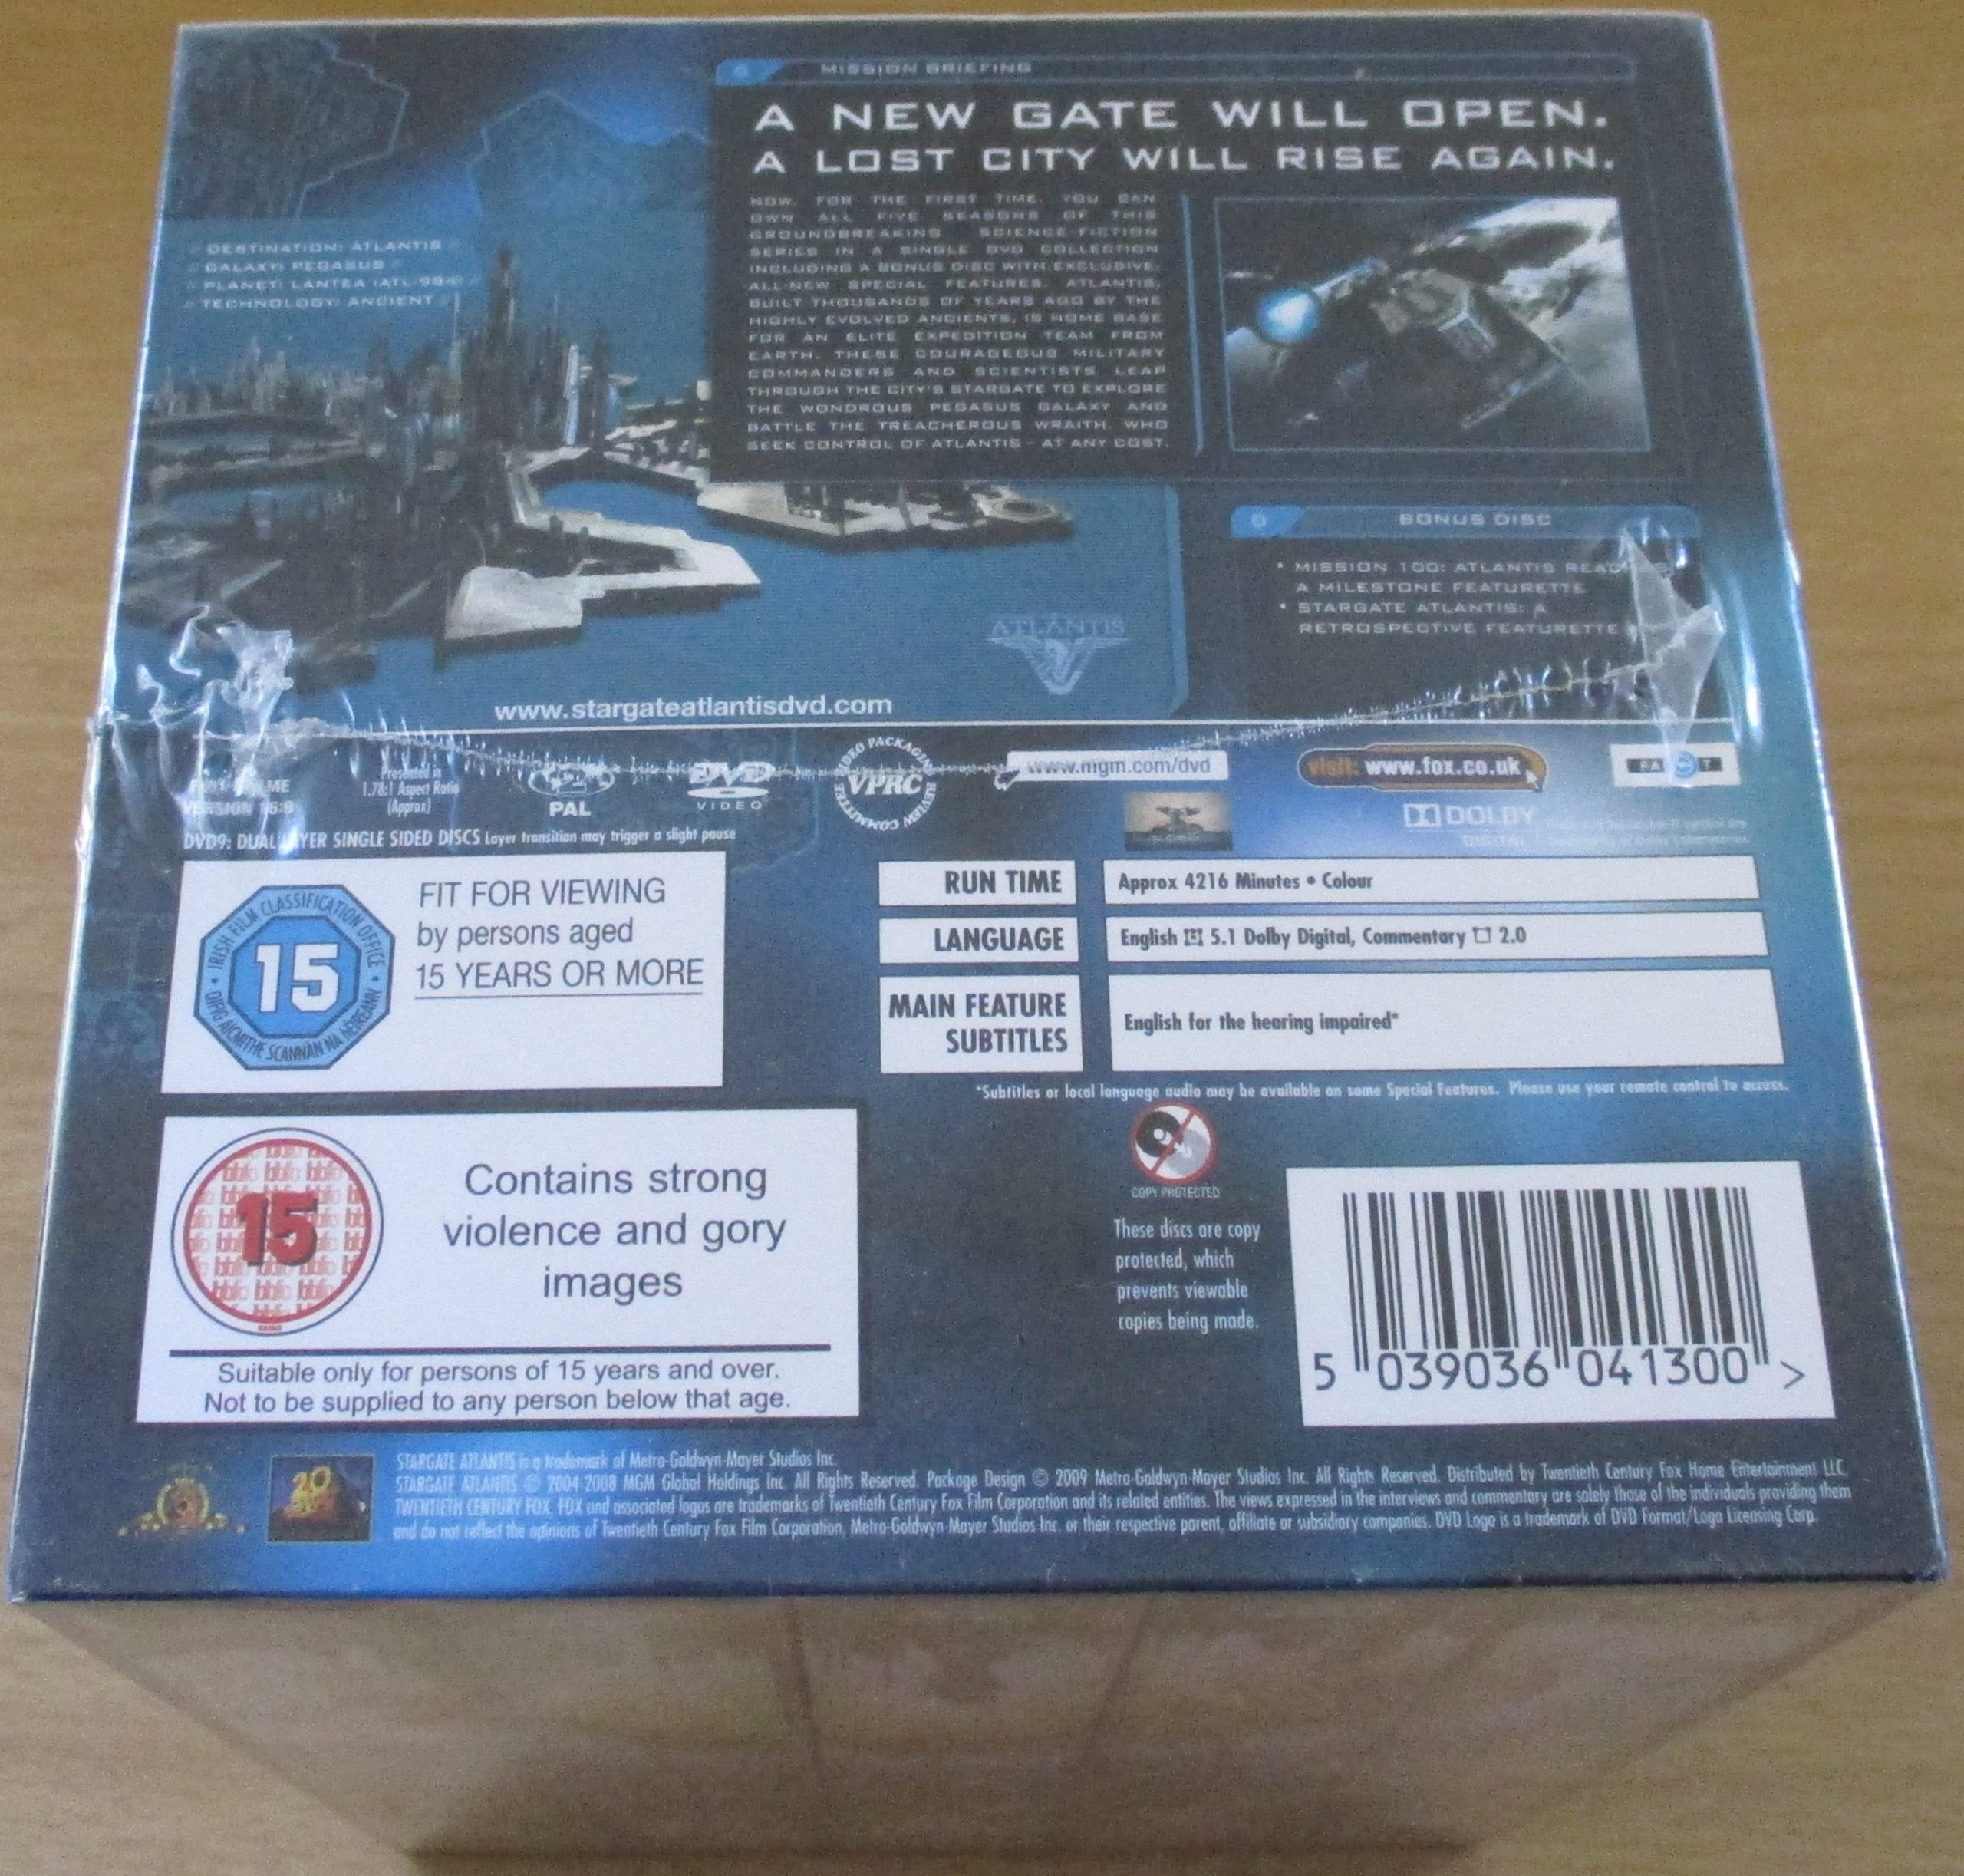 MISSION BRIEFING
A NEW GATE WILL OPEN.
A LOST CITY WILL RISE AGAIN.
NOW, FOR THE FIRST TIME, YOU CAN
OWN ALL FIVE SEASONS OF THIS
GROUNDBREAKING SCIENCE-FICTION
SERIES IN A SINGLE DVD COLLECTION
INCLUDING A BONUS DISC WITH EXCLUSIVE,
ALL-NEW SPECIAL FEATURES. ATLANTIS,
BUILT THOUSANDS OF YEARS AGO BY THE
HIGHLY EVOLVED ANCIENTS, IS HOME BASE
FOR AN ELITE EXPEDITION TEAM FROM
EARTH. THESE COURAGEOUS MILITARY
COMMANDERS AND SCIENTISTS LEAP
THROUGH THE CITY'S STARGATE TO EXPLORE
THE WONDROUS PEGASUS GALAXY AND
BATTLE THE TREACHEROUS WRAITH, WHO
SEEK CONTROL OF ATLANTIS - AT ANY COST.
// DESTINATION: ATLANTIS //
// GALAXY: PEGASUS //
// PLANET: LANTEA (ATL-984) //
// TECHNOLOGY: ANCIENT //
BONUS DISC
• MISSION 100: ATLANTIS
A MILESTONE FEATURETTE
• STARGATE ATLANTIS: A
RETROSPECTIVE FEATURETTE
ATLANTIS
www.stargateatlantisdvd.com
VERSION 16:9
Presented in
1.78:1 Aspect Ratio
(Approx)
2
PAL
DVD
VIDEO
VIDEO PACKAGING REVIEW COMMITTEE
VPRC
www.mgm.com/dvd
visit: www.fox.co.uk
FACT
DOLBY
DIGITAL
DVD9: DUAL LAYER SINGLE SIDED DISCS Layer transition may trigger a slight pause
IRISH FILM CLASSIFICATION OFFICE
15
OIFIG AICMITHE SCANNÁN NA HÉIREANN
FIT FOR VIEWING
by persons aged
15 YEARS OR MORE
RUN TIME
Approx 4216 Minutes • Colour
LANGUAGE
English 5.1 Dolby Digital, Commentary 2.0
MAIN FEATURE
SUBTITLES
English for the hearing impaired*
*Subtitles or local language audio may be available on some Special Features. Please use your remote control to access.
15
bbfc
Contains strong
violence and gory
images
Suitable only for persons of 15 years and over.
Not to be supplied to any person below that age.
COPY PROTECTED
These discs are copy
protected, which
prevents viewable
copies being made.
5 039036 041300 >
20
STARGATE ATLANTIS is a trademark of Metro-Goldwyn-Mayer Studios Inc.
STARGATE ATLANTIS © 2004-2008 MGM Global Holdings Inc. All Rights Reserved. Package Design © 2009 Metro-Goldwyn-Mayer Studios Inc. All Rights Reserved. Distributed by Twentieth Century Fox Home Entertainment LLC.
TWENTIETH CENTURY FOX, FOX and associated logos are trademarks of Twentieth Century Fox Film Corporation and its related entities. The views expressed in the interviews and commentary are solely those of the individuals providing them
and do not reflect the opinions of Twentieth Century Fox Film Corporation, Metro-Goldwyn-Mayer Studios Inc. or their respective parent, affiliate or subsidiary companies. DVD Logo is a trademark of DVD Format/Logo Licensing Corp.